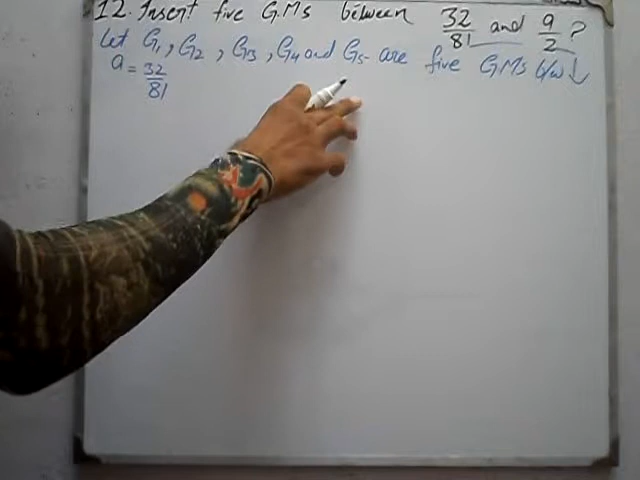 12. Insert five G.Ms between 32/81 and 9/2 ?
Let G1, G2, G3, G4 and G5 are five GMs b/w ↓
a = 32/81